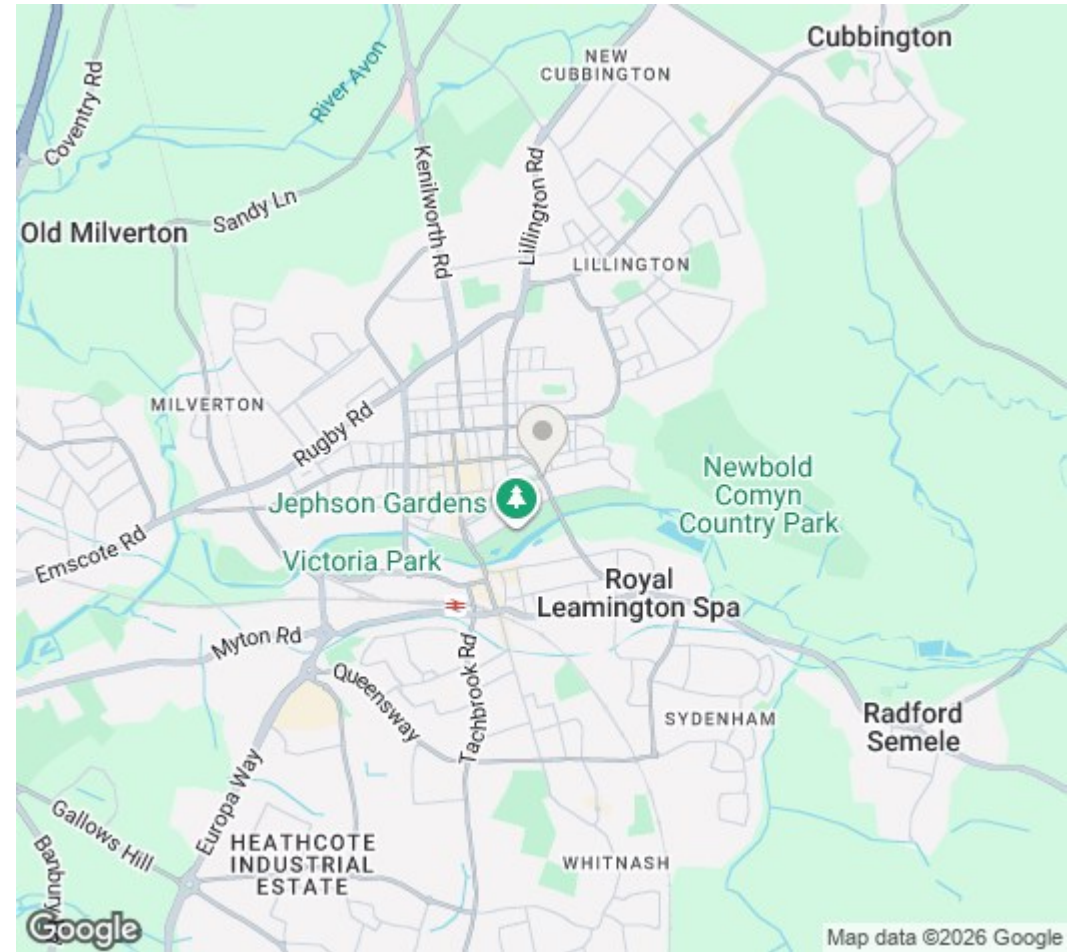 Cubbington
NEW
CUBBINGTON
River Avon
Coventry Rd
Kenilworth Rd
Lillington Rd
Sandy Ln
Old Milverton
LILLINGTON
MILVERTON
Rugby Rd
Newbold
Comyn
Country Park
Jephson Gardens
Emscote Rd
Victoria Park
Royal
Leamington Spa
Myton Rd
Queensway
Tachbrook Rd
SYDENHAM
Radford
Semele
Europa Way
Gallows Hill
HEATHCOTE
INDUSTRIAL
ESTATE
WHITNASH
Google
Map data ©2026 Google